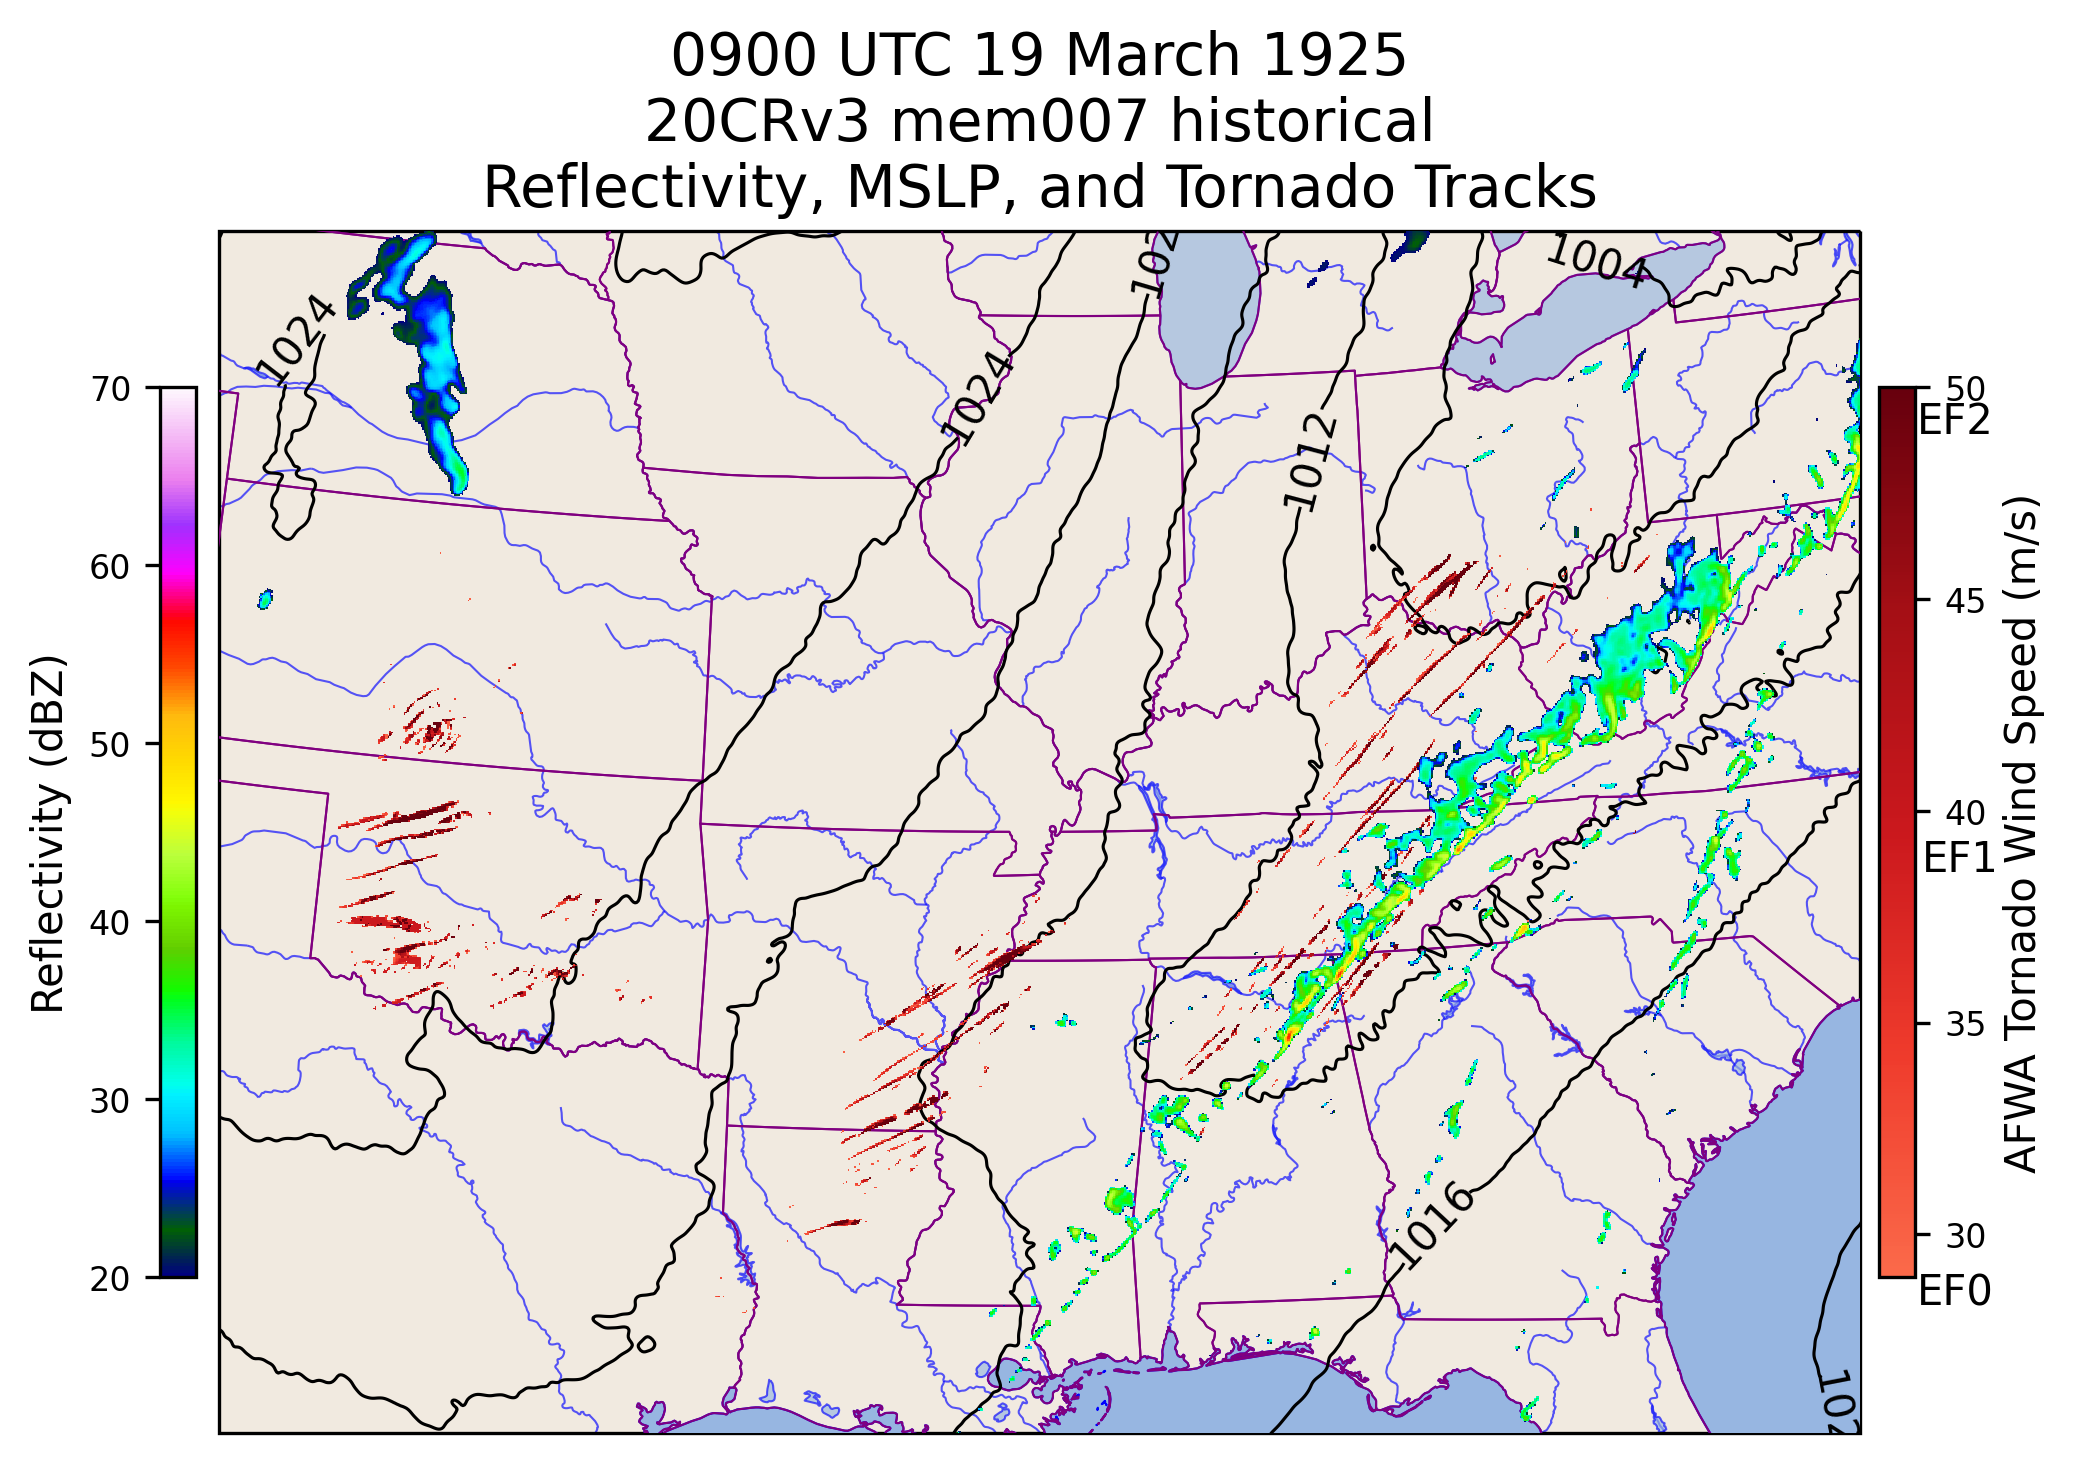 0900 UTC 19 March 1925
20CRv3 mem007 historical
Reflectivity, MSLP, and Tornado Tracks
1024
1024
1012
1004
1016
70
60
50
40
30
20
Reflectivity (dBZ)
50
EF2
45
40
EF1
35
30
EF0
AFWA Tornado Wind Speed (m/s)